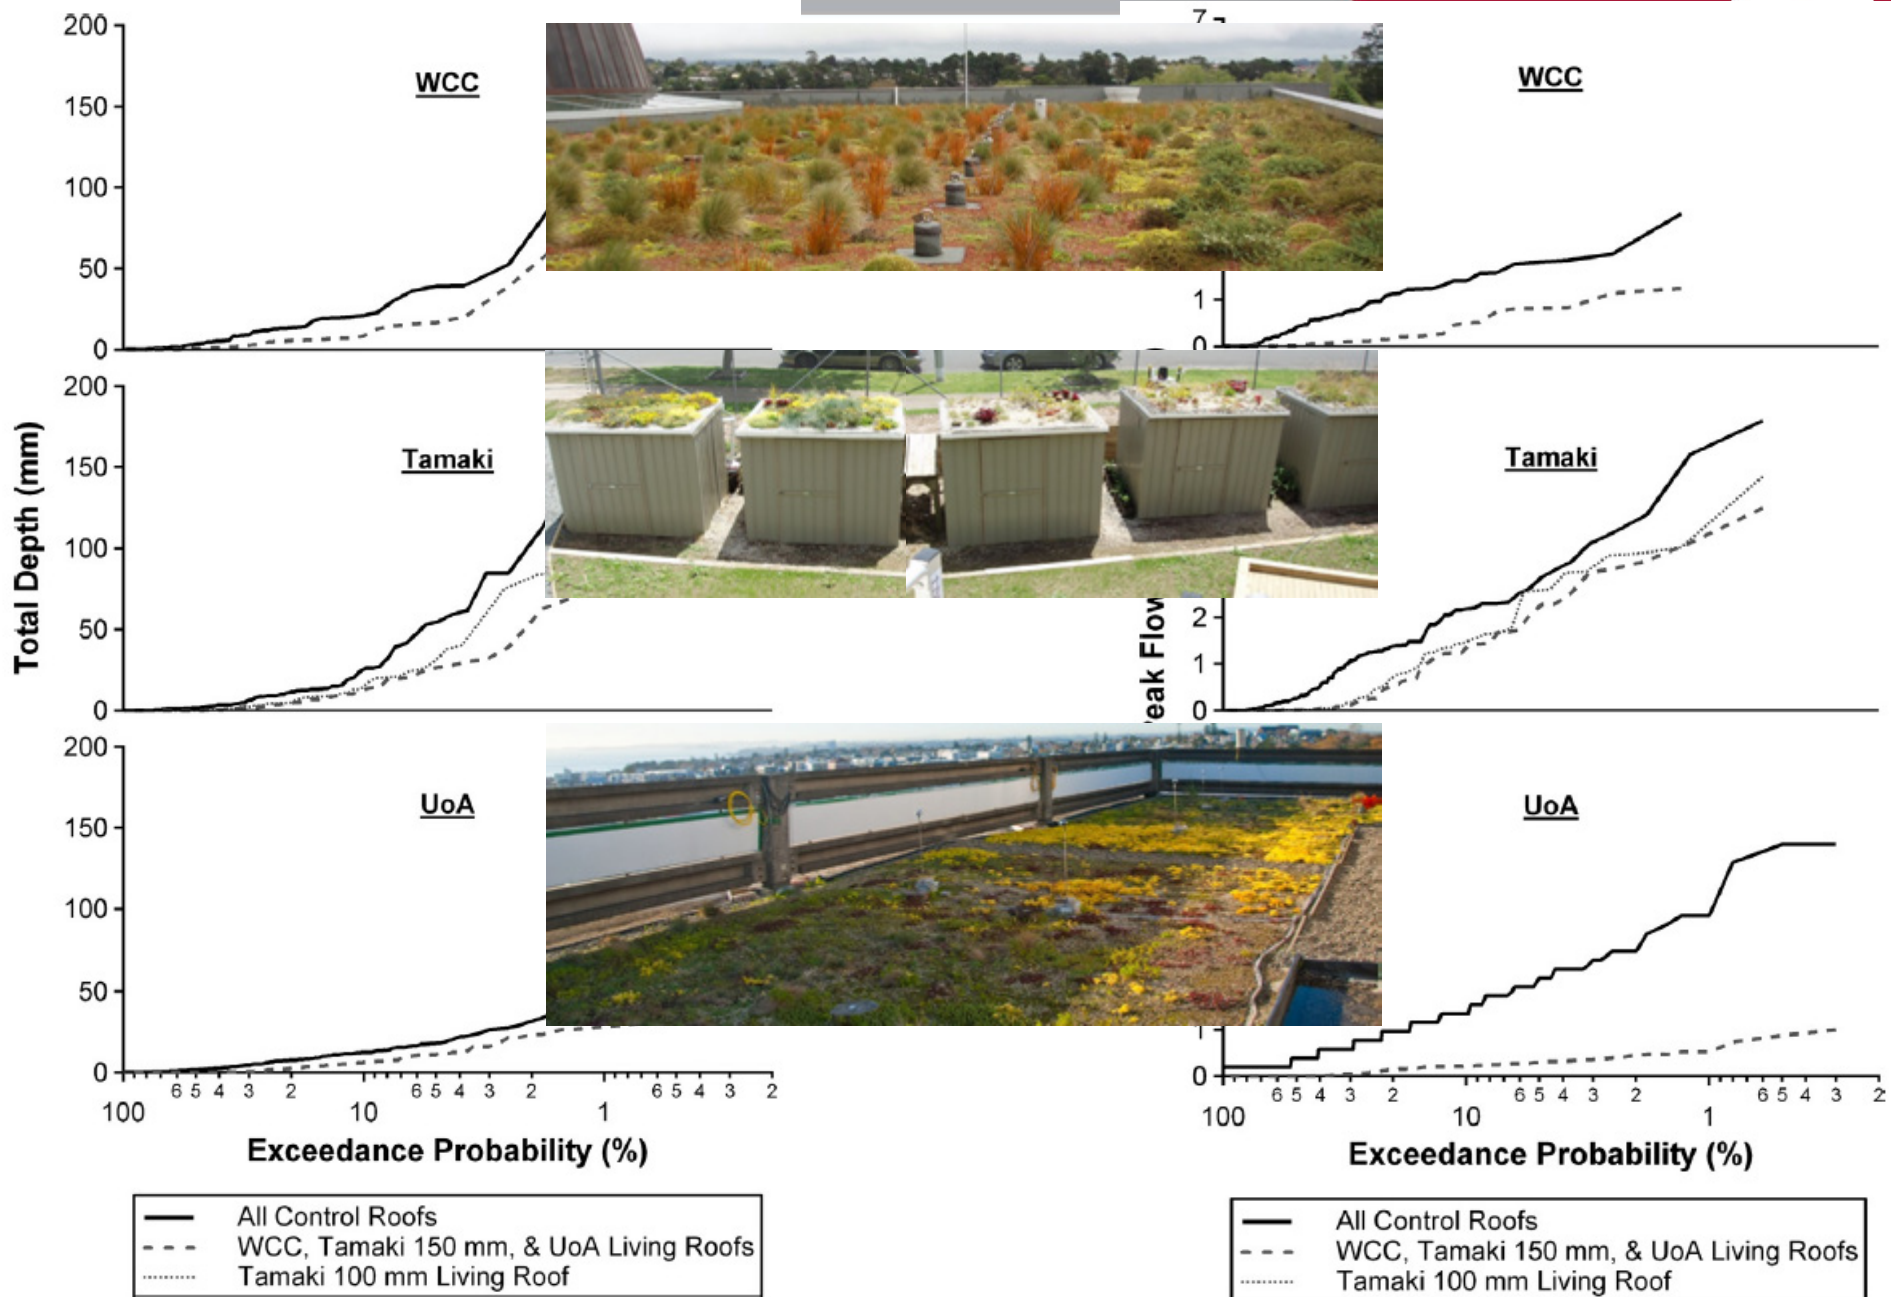 200
150
100
50
0
WCC
200
150
100
50
0
Tamaki
200
150
100
50
0
UoA
Total Depth (mm)
6 5 4 3 2 6 5 4 3 2 6 5 4 3 2
100 10 1
Exceedance Probability (%)
All Control Roofs
WCC, Tamaki 150 mm, & UoA Living Roofs
Tamaki 100 mm Living Roof
7
1
0
WCC
2
1
0
Tamaki
1
0
UoA
eak Flow
6 5 4 3 2 6 5 4 3 2 6 5 4 3 2
100 10 1
Exceedance Probability (%)
All Control Roofs
WCC, Tamaki 150 mm, & UoA Living Roofs
Tamaki 100 mm Living Roof